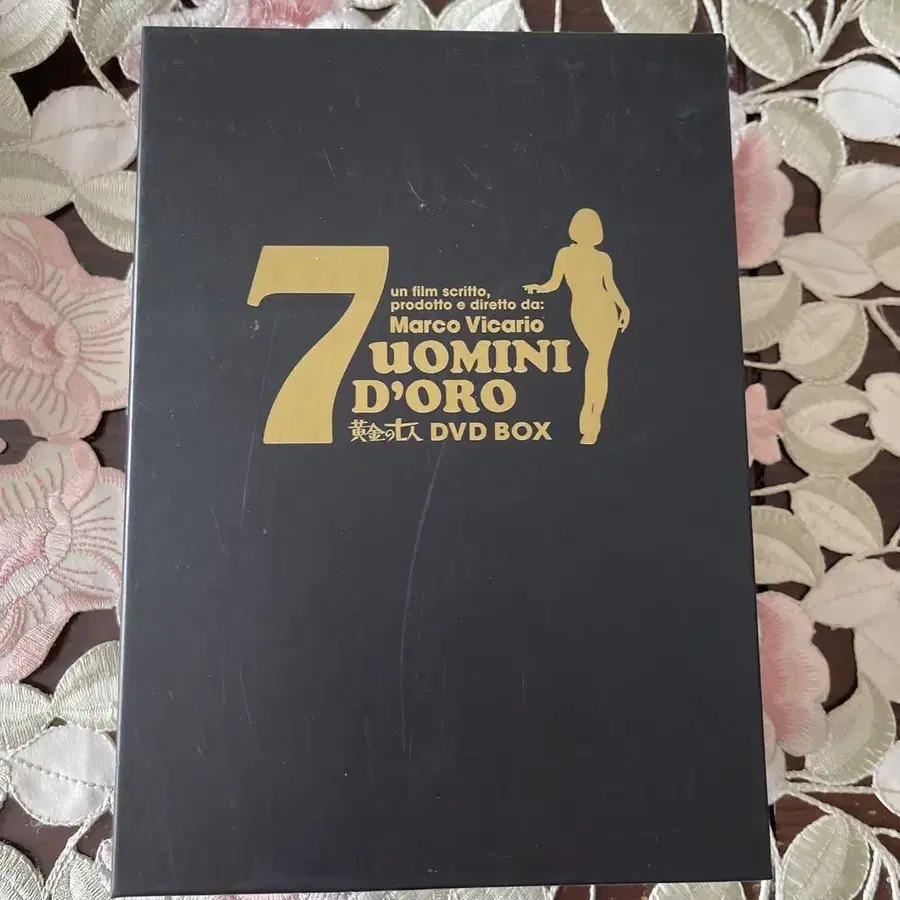 7
un film scritto,
prodotto e diretto da:
Marco Vicario
UOMINI
D'ORO
黄金の七人 DVD BOX